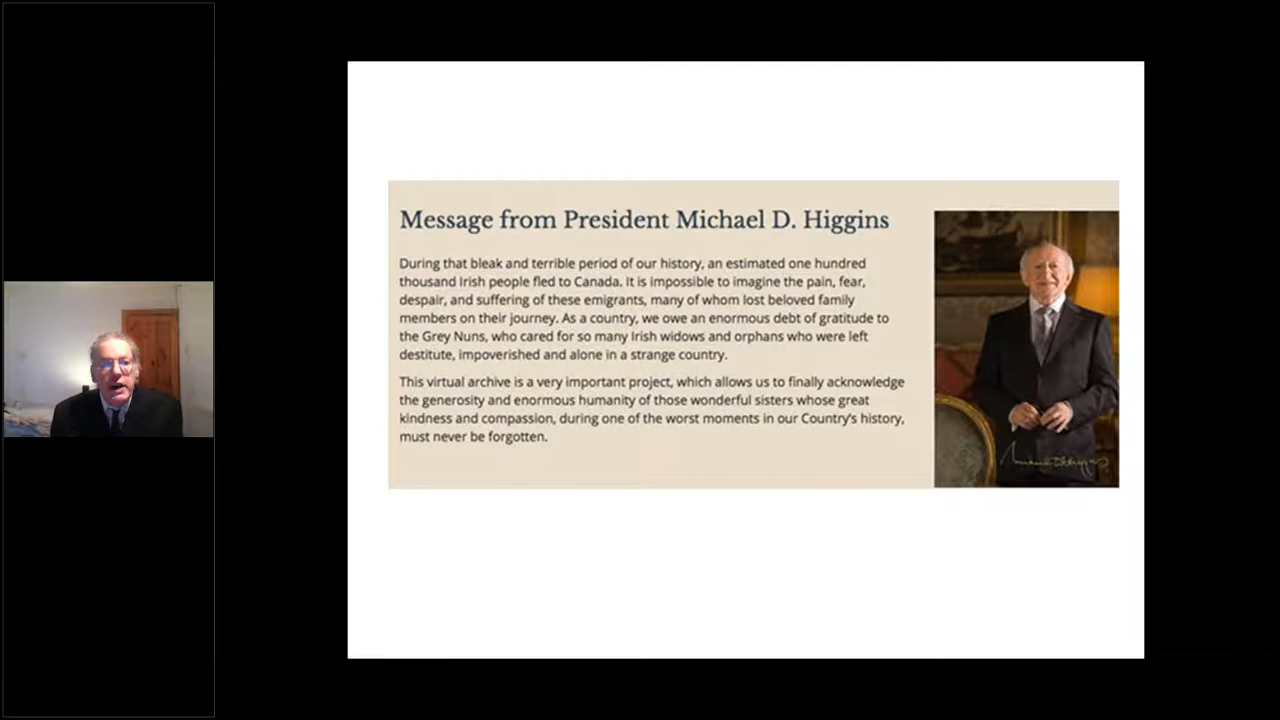 Message from President Michael D. Higgins
During that bleak and terrible period of our history, an estimated one hundred
thousand Irish people fled to Canada. It is impossible to imagine the pain, fear,
despair, and suffering of these emigrants, many of whom lost beloved family
members on their journey. As a country, we owe an enormous debt of gratitude to
the Grey Nuns, who cared for so many Irish widows and orphans who were left
destitute, impoverished and alone in a strange country.
This virtual archive is a very important project, which allows us to finally acknowledge
the generosity and enormous humanity of those wonderful sisters whose great
kindness and compassion, during one of the worst moments in our Country's history,
must never be forgotten.